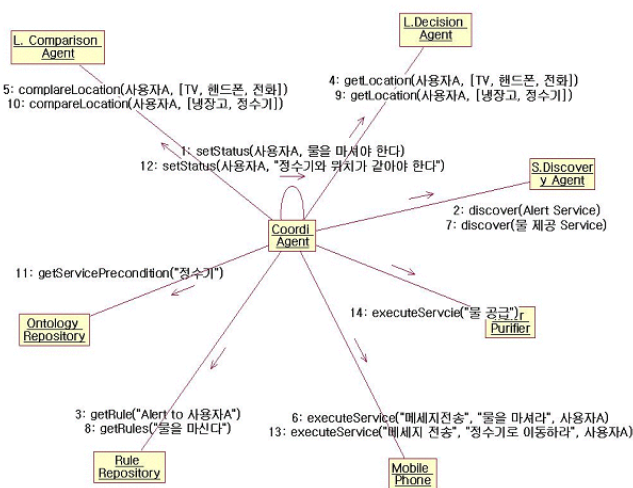 L.Decision
Agent
L. Comparison
Agent
5: complareLocation(사용자A, [TV, 핸드폰, 전화])
10: compareLocation(사용자A, [냉장고, 정수기])
4: getLocation(사용자A, [TV, 핸드폰, 전화])
9: getLocation(사용자A, [냉장고, 정수기])
1: setStatus(사용자A, 물을 마셔야 한다)
12: setStatus(사용자A, "정수기와 위치가 같아야 한다")
S.Discover
y Agent
2: discover(Alert Service)
7: discover(물 제공 Service)
Coordi
Agent
11: getServicePrecondition("정수기")
Ontology
Repository
14: executeServcie("물 공급")
Purifier
3: getRule("Alert to 사용자A")
8: getRules("물을 마신다")
6: executeService("메세지전송", "물을 마셔라", 사용자A)
13: executeService("메세지 전송", "정수기로 이동하라", 사용자A)
Rule
Repository
Mobile
Phone